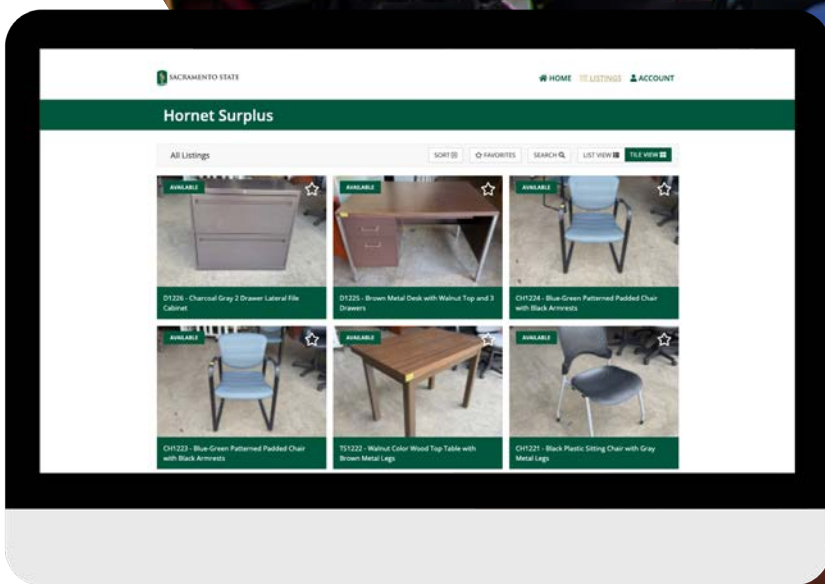 SACRAMENTO STATE
HOME LISTINGS ACCOUNT
Hornet Surplus
All Listings
SORT FAVORITES SEARCH LIST VIEW TILE VIEW
AVAILABLE AVAILABLE AVAILABLE
D1226 - Charcoal Gray 2 Drawer Lateral File
Cabinet
D1225 - Brown Metal Desk with Walnut Top and 3
Drawers
CH1224 - Blue-Green Patterned Padded Chair
with Black Armrests
AVAILABLE AVAILABLE AVAILABLE
CH1223 - Blue-Green Patterned Padded Chair
with Black Armrests
TS1222 - Walnut Color Wood Top Table with
Brown Metal Legs
CH1221 - Black Plastic Sitting Chair with Gray
Metal Legs